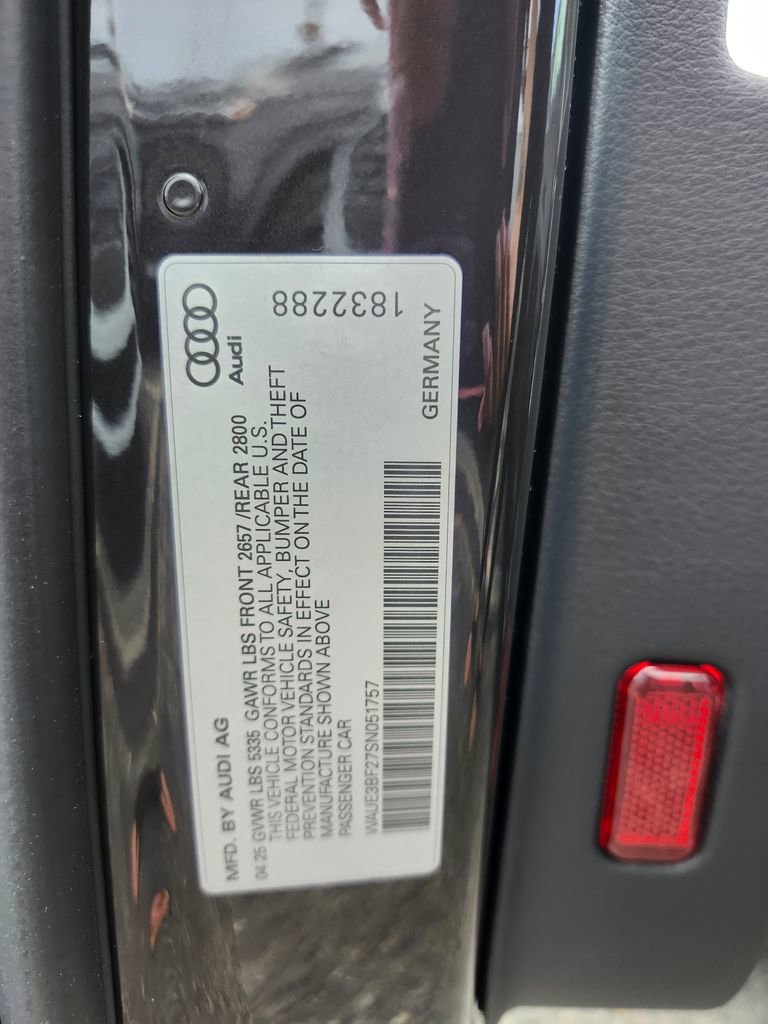 MFD. BY AUDI AG
Audi
04 25 GVWR LBS 5335 GAWR LBS FRONT 2657 /REAR 2800
THIS VEHICLE CONFORMS TO ALL APPLICABLE U.S.
FEDERAL MOTOR VEHICLE SAFETY, BUMPER AND THEFT
PREVENTION STANDARDS IN EFFECT ON THE DATE OF
MANUFACTURE SHOWN ABOVE
PASSENGER CAR
WAUE3BF27SN051757
GERMANY
1832288